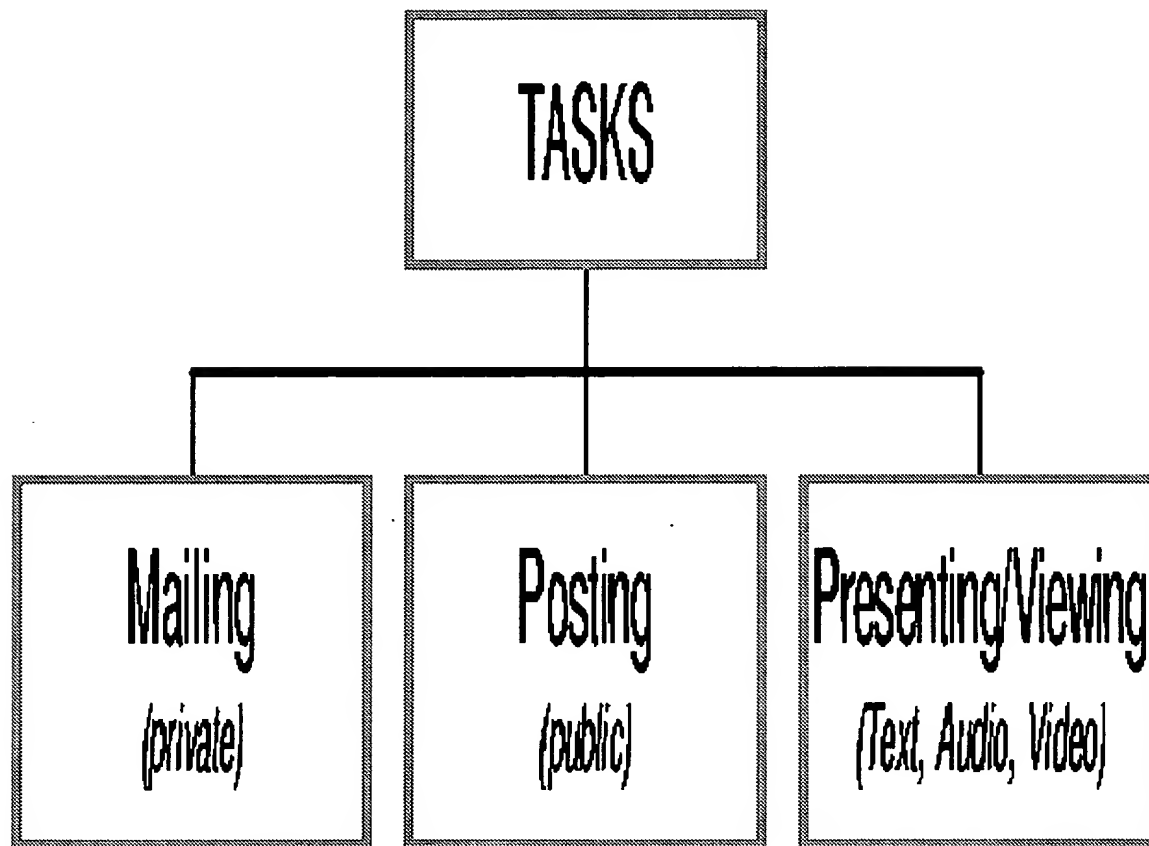 TASKS
Mailing
(private)
Posting
(public)
Presenting/Viewing
(Text, Audio, Video)